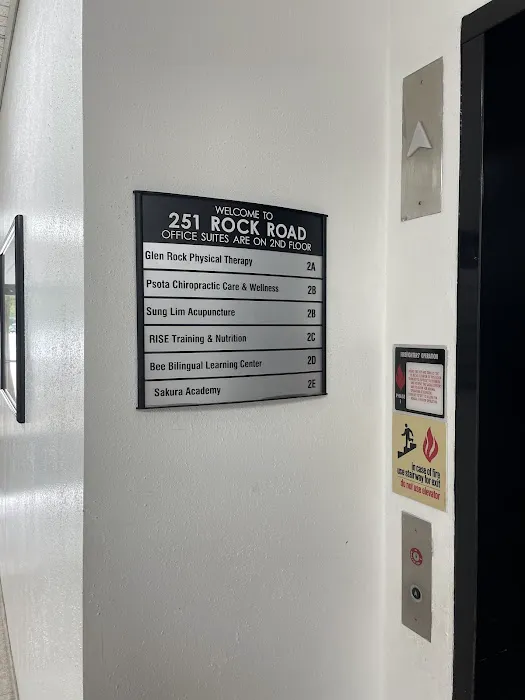 WELCOME TO
251 ROCK ROAD
OFFICE SUITES ARE ON 2ND FLOOR
Glen Rock Physical Therapy 2A
Psota Chiropractic Care & Wellness 2B
Sung Lim Acupuncture 2B
RISE Training & Nutrition 2C
Bee Bilingual Learning Center 2D
Sakura Academy 2E
FIREFIGHTERS' OPERATION
in case of fire
use stairway for exit
do not use elevator